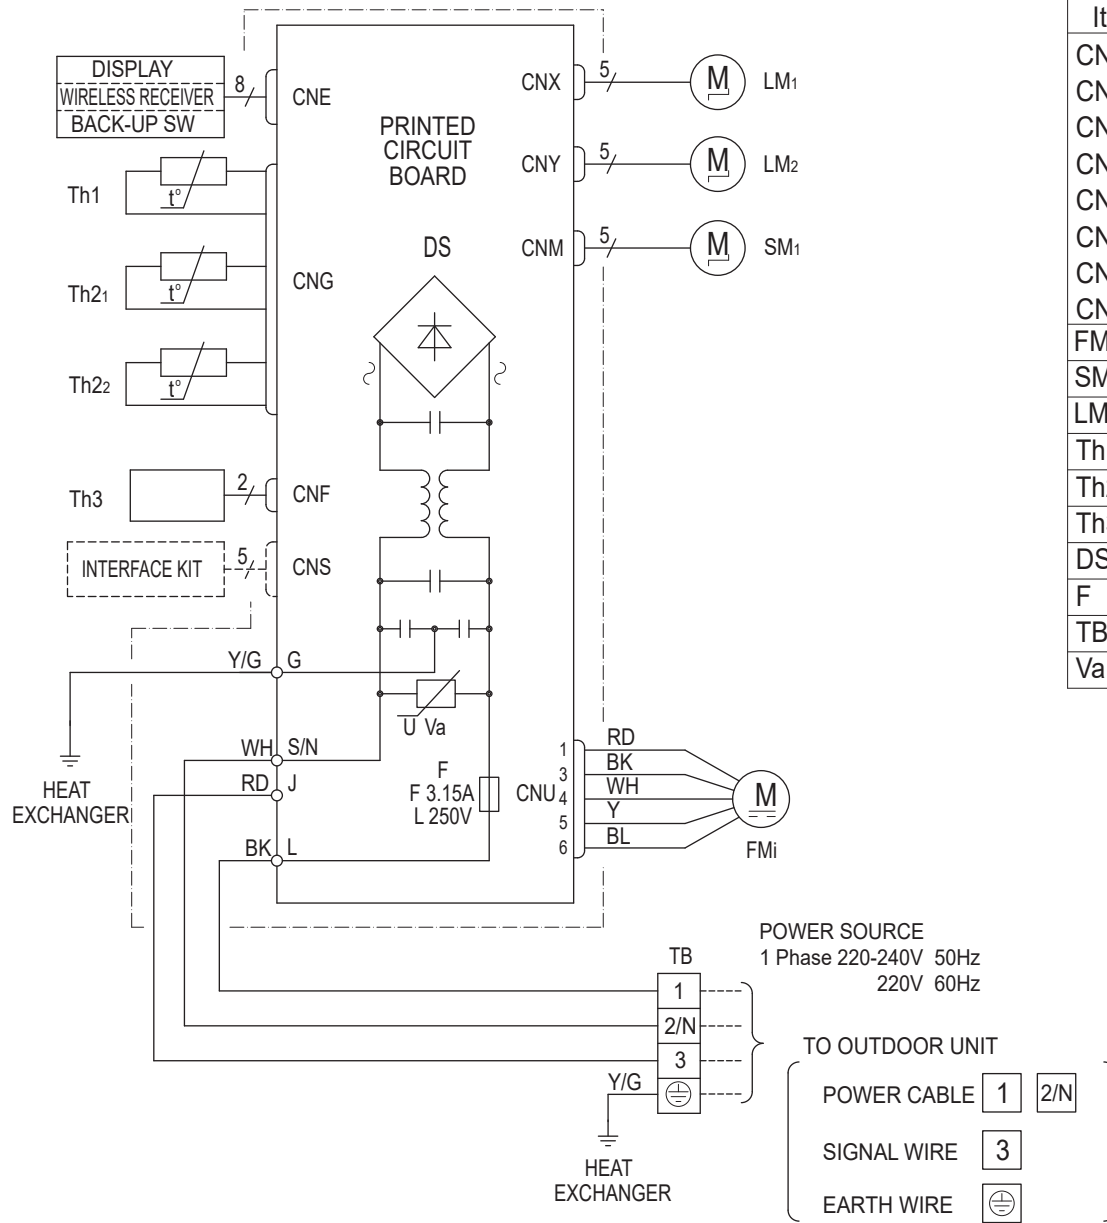 DISPLAY
WIRELESS RECEIVER
BACK-UP SW
8
CNE
Th1
t°
Th21
t°
CNG
Th22
t°
Th3
2
CNF
INTERFACE KIT
5
CNS
PRINTED
CIRCUIT
BOARD
DS
CNX
5
M
LM1
CNY
5
M
LM2
CNM
5
M
SM1
Y/G
G
HEAT
EXCHANGER
U Va
WH
S/N
RD
J
BK
L
F
F 3.15A
L 250V
CNU
1
3
4
5
6
RD
BK
WH
Y
BL
M
FMi
TB
1
2/N
3
Y/G
HEAT
EXCHANGER
POWER SOURCE
1 Phase 220-240V 50Hz
220V 60Hz
TO OUTDOOR UNIT
POWER CABLE 1 2/N
SIGNAL WIRE 3
EARTH WIRE
It
CN
CN
CN
CN
CN
CN
CN
CN
FM
SM
LM
Th
Th
Th
DS
F
TB
Va